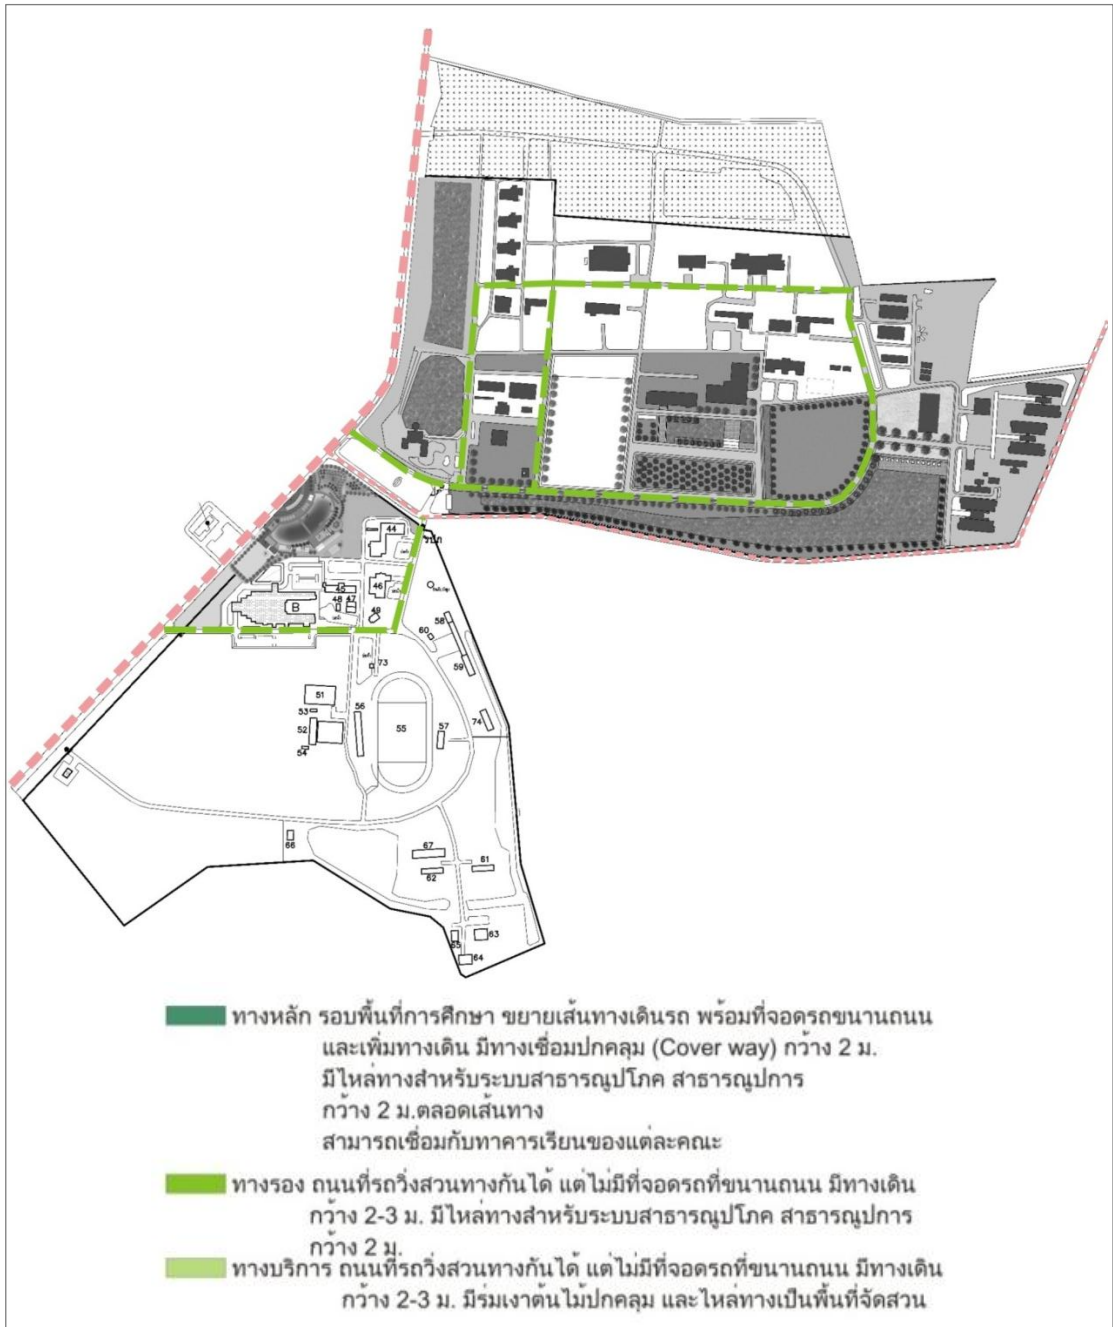 44
46
45
48
47
B
49
58
60
59
73
51
53
56
55
52
57
74
54
66
67
61
62
63
65
64
ทางหลัก รอบพื้นที่การศึกษา ขยายเส้นทางเดินรถ พร้อมที่จอดรถขนานถนน
และเพิ่มทางเดิน มีทางเชื่อมปกคลุม (Cover way) กว้าง 2 ม.
มีไหล่ทางสำหรับระบบสาธารณูปโภค สาธารณูปการ
กว้าง 2 ม.ตลอดเส้นทาง
สามารถเชื่อมกับทาคารเรียนของแต่ละคณะ
ทางรอง ถนนที่รถวิ่งสวนทางกันได้ แต่ไม่มีที่จอดรถที่ขนานถนน มีทางเดิน
กว้าง 2-3 ม. มีไหล่ทางสำหรับระบบสาธารณูปโภค สาธารณูปการ
กว้าง 2 ม.
ทางบริการ ถนนที่รถวิ่งสวนทางกันได้ แต่ไม่มีที่จอดรถที่ขนานถนน มีทางเดิน
กว้าง 2-3 ม. มีร่มเงาต้นไม้ปกคลุม และไหล่ทางเป็นพื้นที่จัดสวน